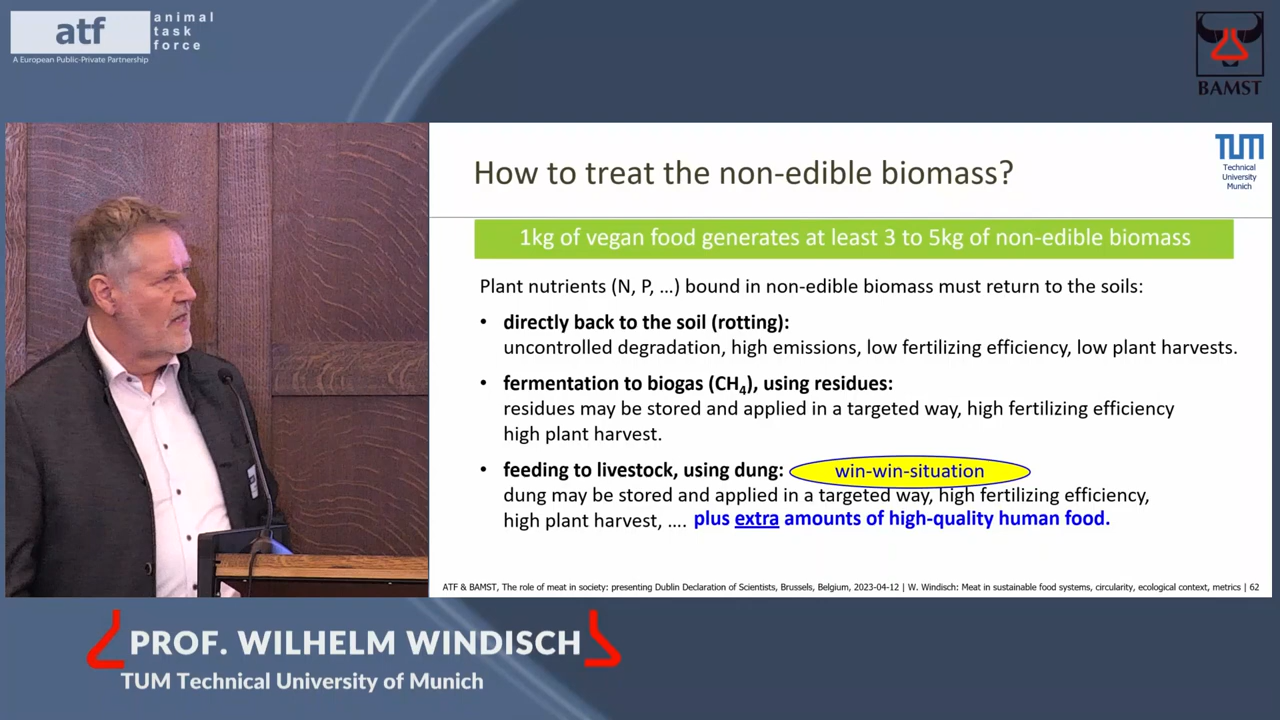 atf
animal
task
force
A European Public-Private Partnership
BAMST
TUM
Technical
University
Munich
How to treat the non-edible biomass?
1kg of vegan food generates at least 3 to 5kg of non-edible biomass
Plant nutrients (N, P, ...) bound in non-edible biomass must return to the soils:
• directly back to the soil (rotting):
uncontrolled degradation, high emissions, low fertilizing efficiency, low plant harvests.
• fermentation to biogas (CH₄), using residues:
residues may be stored and applied in a targeted way, high fertilizing efficiency
high plant harvest.
• feeding to livestock, using dung: win-win-situation
dung may be stored and applied in a targeted way, high fertilizing efficiency,
high plant harvest, .... plus extra amounts of high-quality human food.
ATF & BAMST, The role of meat in society: presenting Dublin Declaration of Scientists, Brussels, Belgium, 2023-04-12 | W. Windisch: Meat in sustainable food systems, circularity, ecological context, metrics | 62
PROF. WILHELM WINDISCH
TUM Technical University of Munich